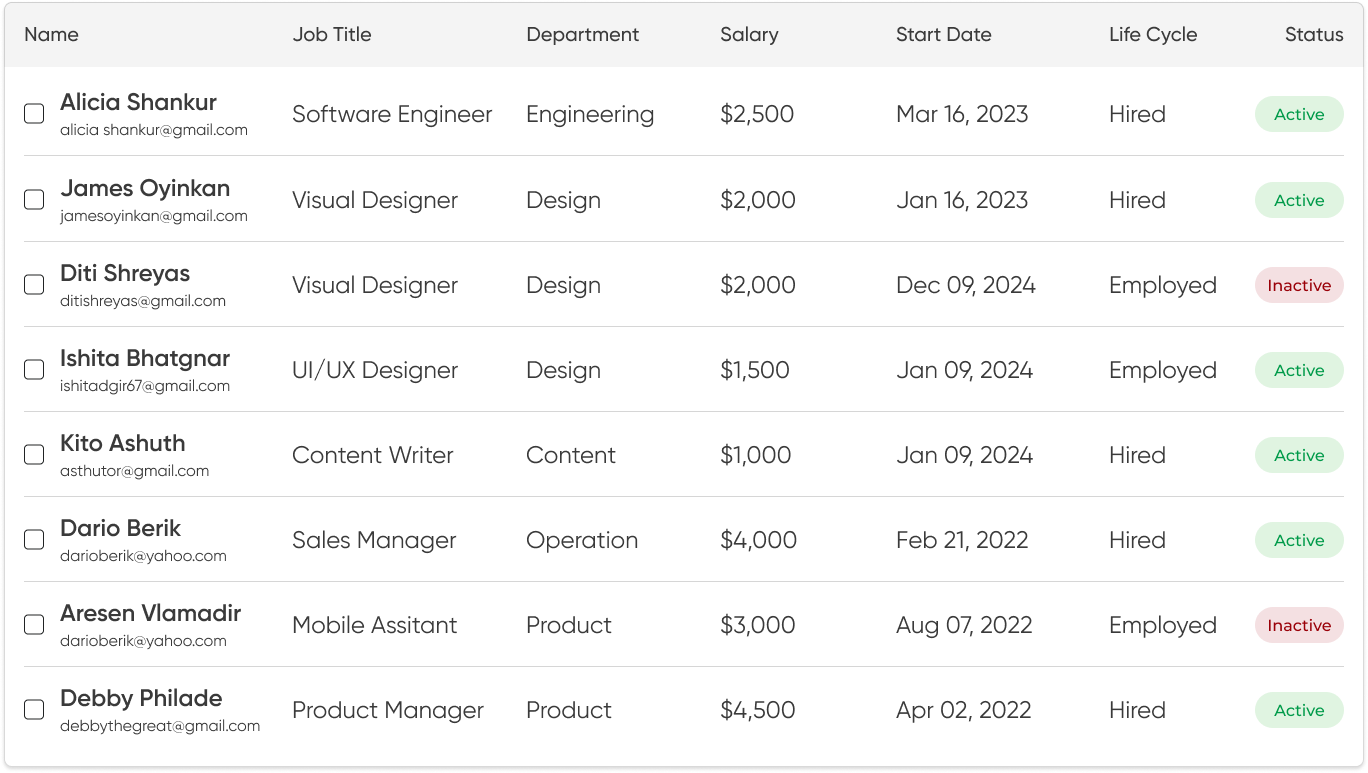 Name Job Title Department Salary Start Date Life Cycle Status
Alicia Shankur
alicia shankur@gmail.com
Software Engineer Engineering $2,500 Mar 16, 2023 Hired Active
James Oyinkan
jamesoyinkan@gmail.com
Visual Designer Design $2,000 Jan 16, 2023 Hired Active
Diti Shreyas
ditishreyas@gmail.com
Visual Designer Design $2,000 Dec 09, 2024 Employed Inactive
Ishita Bhatgnar
ishitadgir67@gmail.com
UI/UX Designer Design $1,500 Jan 09, 2024 Employed Active
Kito Ashuth
asthutor@gmail.com
Content Writer Content $1,000 Jan 09, 2024 Hired Active
Dario Berik
darioberik@yahoo.com
Sales Manager Operation $4,000 Feb 21, 2022 Hired Active
Aresen Vlamadir
darioberik@yahoo.com
Mobile Assitant Product $3,000 Aug 07, 2022 Employed Inactive
Debby Philade
debbythegreat@gmail.com
Product Manager Product $4,500 Apr 02, 2022 Hired Active